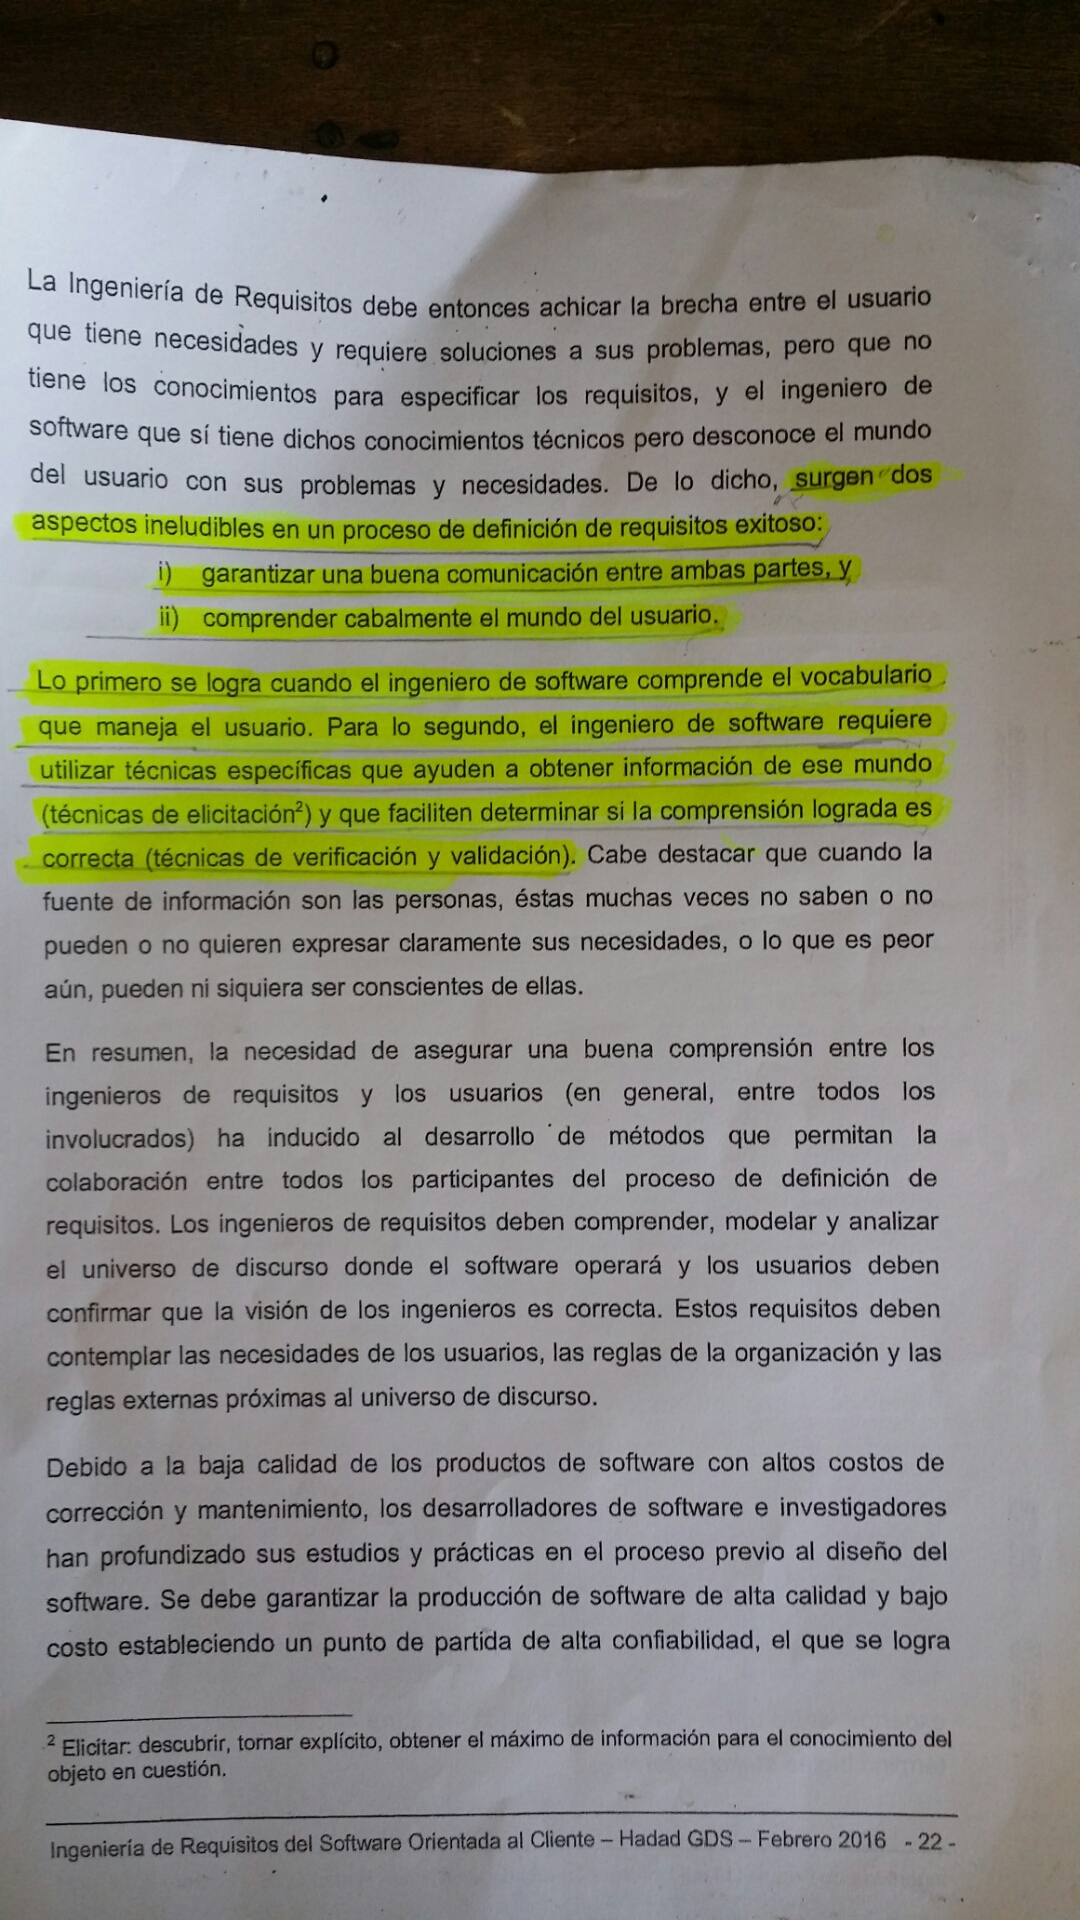 La Ingeniería de Requisitos debe entonces achicar la brecha entre el usuario
que tiene necesidades y requiere soluciones a sus problemas, pero que no
tiene los conocimientos para especificar los requisitos, y el ingeniero de
software que sí tiene dichos conocimientos técnicos pero desconoce el mundo
del usuario con sus problemas y necesidades. De lo dicho, surgen dos
aspectos ineludibles en un proceso de definición de requisitos exitoso:
i) garantizar una buena comunicación entre ambas partes, y
ii) comprender cabalmente el mundo del usuario.
Lo primero se logra cuando el ingeniero de software comprende el vocabulario
que maneja el usuario. Para lo segundo, el ingeniero de software requiere
utilizar técnicas específicas que ayuden a obtener información de ese mundo
(técnicas de elicitación²) y que faciliten determinar si la comprensión lograda es
correcta (técnicas de verificación y validación). Cabe destacar que cuando la
fuente de información son las personas, éstas muchas veces no saben o no
pueden o no quieren expresar claramente sus necesidades, o lo que es peor
aún, pueden ni siquiera ser conscientes de ellas.
En resumen, la necesidad de asegurar una buena comprensión entre los
ingenieros de requisitos y los usuarios (en general, entre todos los
involucrados) ha inducido al desarrollo de métodos que permitan la
colaboración entre todos los participantes del proceso de definición de
requisitos. Los ingenieros de requisitos deben comprender, modelar y analizar
el universo de discurso donde el software operará y los usuarios deben
confirmar que la visión de los ingenieros es correcta. Estos requisitos deben
contemplar las necesidades de los usuarios, las reglas de la organización y las
reglas externas próximas al universo de discurso.
Debido a la baja calidad de los productos de software con altos costos de
corrección y mantenimiento, los desarrolladores de software e investigadores
han profundizado sus estudios y prácticas en el proceso previo al diseño del
software. Se debe garantizar la producción de software de alta calidad y bajo
costo estableciendo un punto de partida de alta confiabilidad, el que se logra
² Elicitar: descubrir, tornar explícito, obtener el máximo de información para el conocimiento del
objeto en cuestión.
Ingeniería de Requisitos del Software Orientada al Cliente – Hadad GDS – Febrero 2016 - 22 -